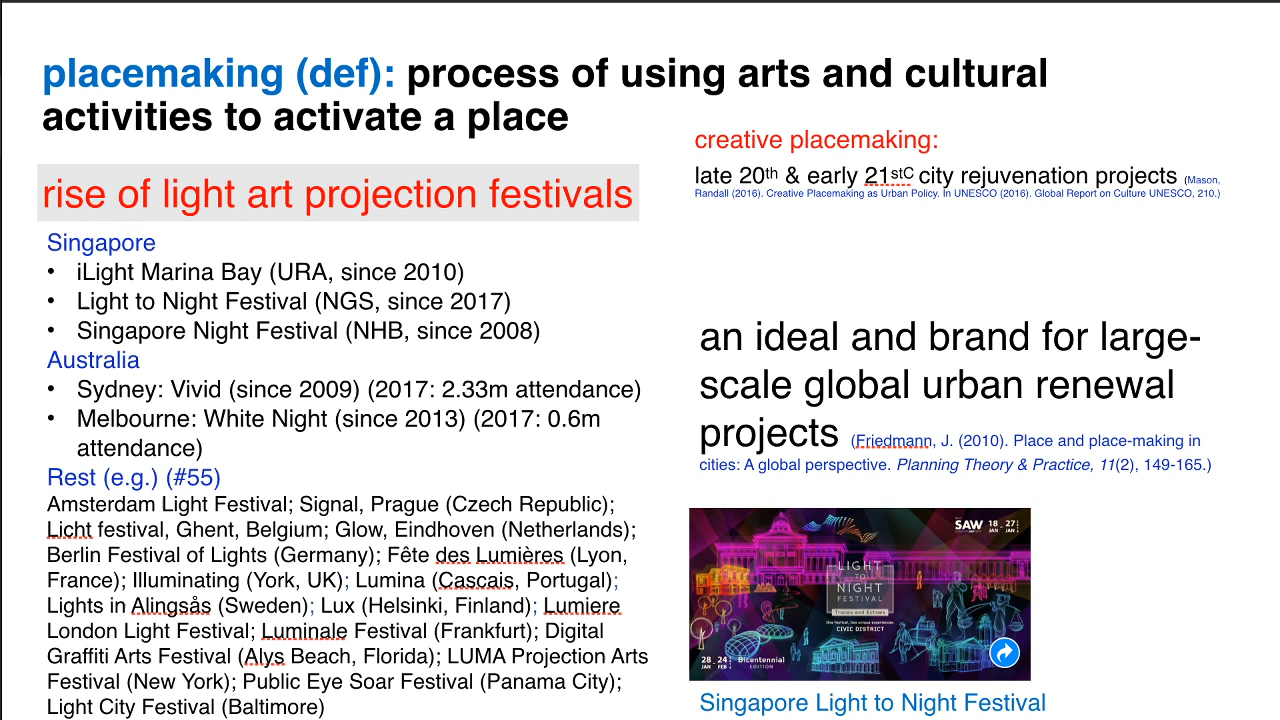 placemaking (def): process of using arts and cultural
activities to activate a place
rise of light art projection festivals
Singapore
• iLight Marina Bay (URA, since 2010)
• Light to Night Festival (NGS, since 2017)
• Singapore Night Festival (NHB, since 2008)
Australia
• Sydney: Vivid (since 2009) (2017: 2.33m attendance)
• Melbourne: White Night (since 2013) (2017: 0.6m
attendance)
Rest (e.g.) (#55)
Amsterdam Light Festival; Signal, Prague (Czech Republic);
Licht festival, Ghent, Belgium; Glow, Eindhoven (Netherlands);
Berlin Festival of Lights (Germany); Fête des Lumières (Lyon,
France); Illuminating (York, UK); Lumina (Cascais, Portugal);
Lights in Alingsås (Sweden); Lux (Helsinki, Finland); Lumiere
London Light Festival; Luminale Festival (Frankfurt); Digital
Graffiti Arts Festival (Alys Beach, Florida); LUMA Projection Arts
Festival (New York); Public Eye Soar Festival (Panama City);
Light City Festival (Baltimore)
creative placemaking:
late 20th & early 21stC city rejuvenation projects (Mason,
Randall (2016). Creative Placemaking as Urban Policy. In UNESCO (2016). Global Report on Culture UNESCO, 210.)
an ideal and brand for large-
scale global urban renewal
projects (Friedmann, J. (2010). Place and place-making in
cities: A global perspective. Planning Theory & Practice, 11(2), 149-165.)
SAW 18 JAN 27 JAN
LIGHT
TO
NIGHT
FESTIVAL
Traces and Echoes
One festival, two unique experiences.
CIVIC DISTRICT
28 JAN 24 FEB Bicentennial
EDITION
Singapore Light to Night Festival